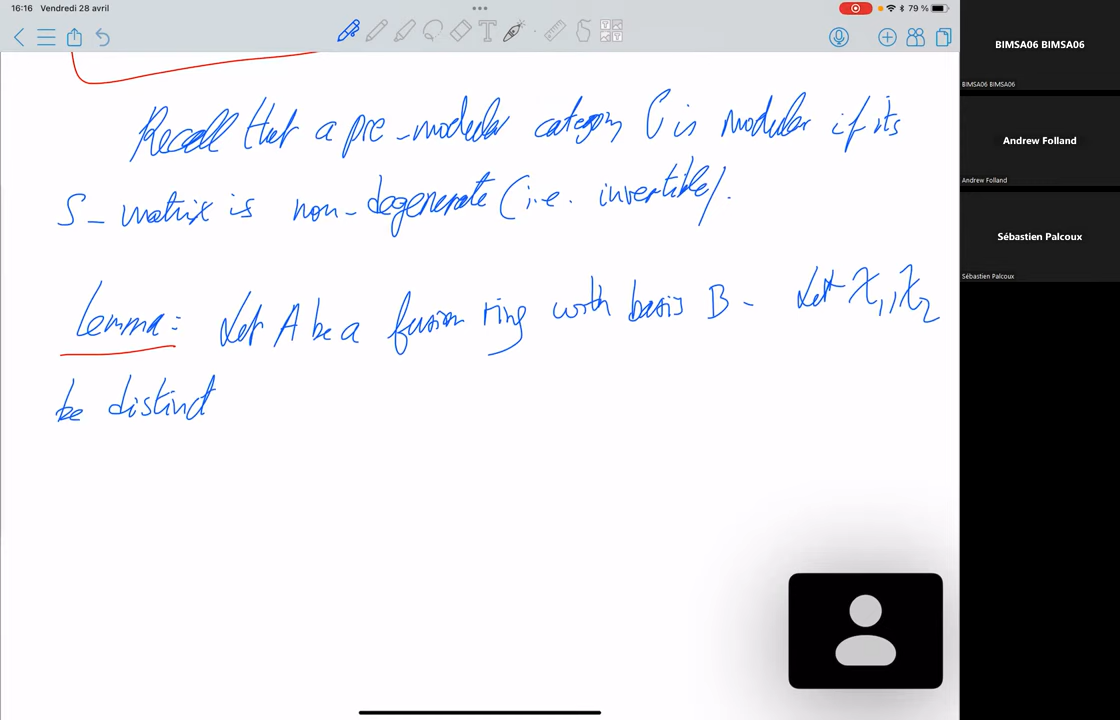 16:16 Vendredi 28 avril
79 %
Recall that a pre-modular category C is modular if its
S-matrix is non-degenerate (i.e. invertible).
Lemma: Let A be a fusion ring with basis B. Let χ₁, χ₂
be distinct
BIMSA06 BIMSA06
BIMSA06 BIMSA06
Andrew Folland
Andrew Folland
Sébastien Palcoux
Sébastien Palcoux